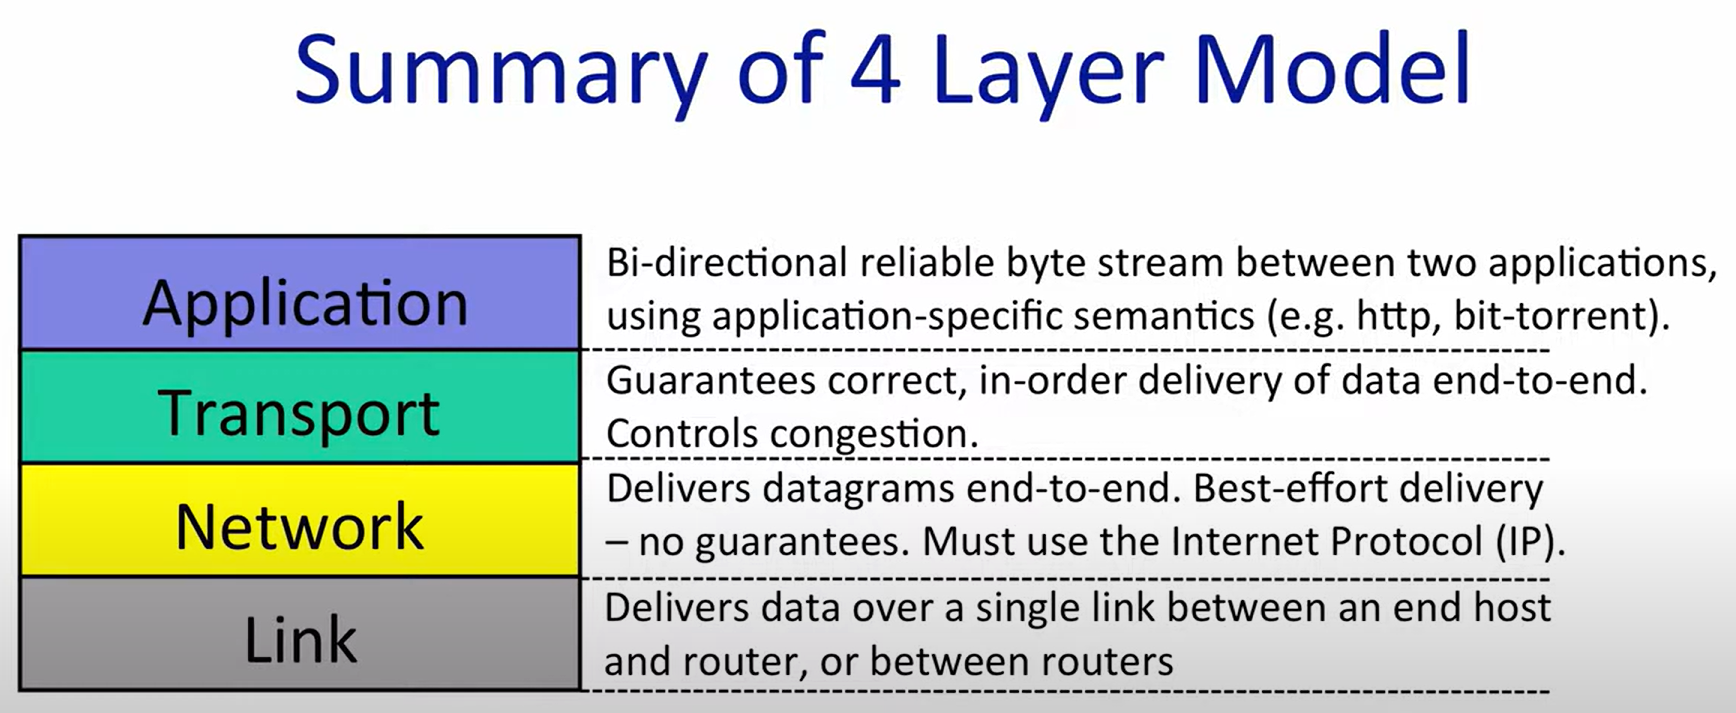 Summary of 4 Layer Model
Application
Bi-directional reliable byte stream between two applications,
using application-specific semantics (e.g. http, bit-torrent).
Transport
Guarantees correct, in-order delivery of data end-to-end.
Controls congestion.
Network
Delivers datagrams end-to-end. Best-effort delivery
– no guarantees. Must use the Internet Protocol (IP).
Link
Delivers data over a single link between an end host
and router, or between routers